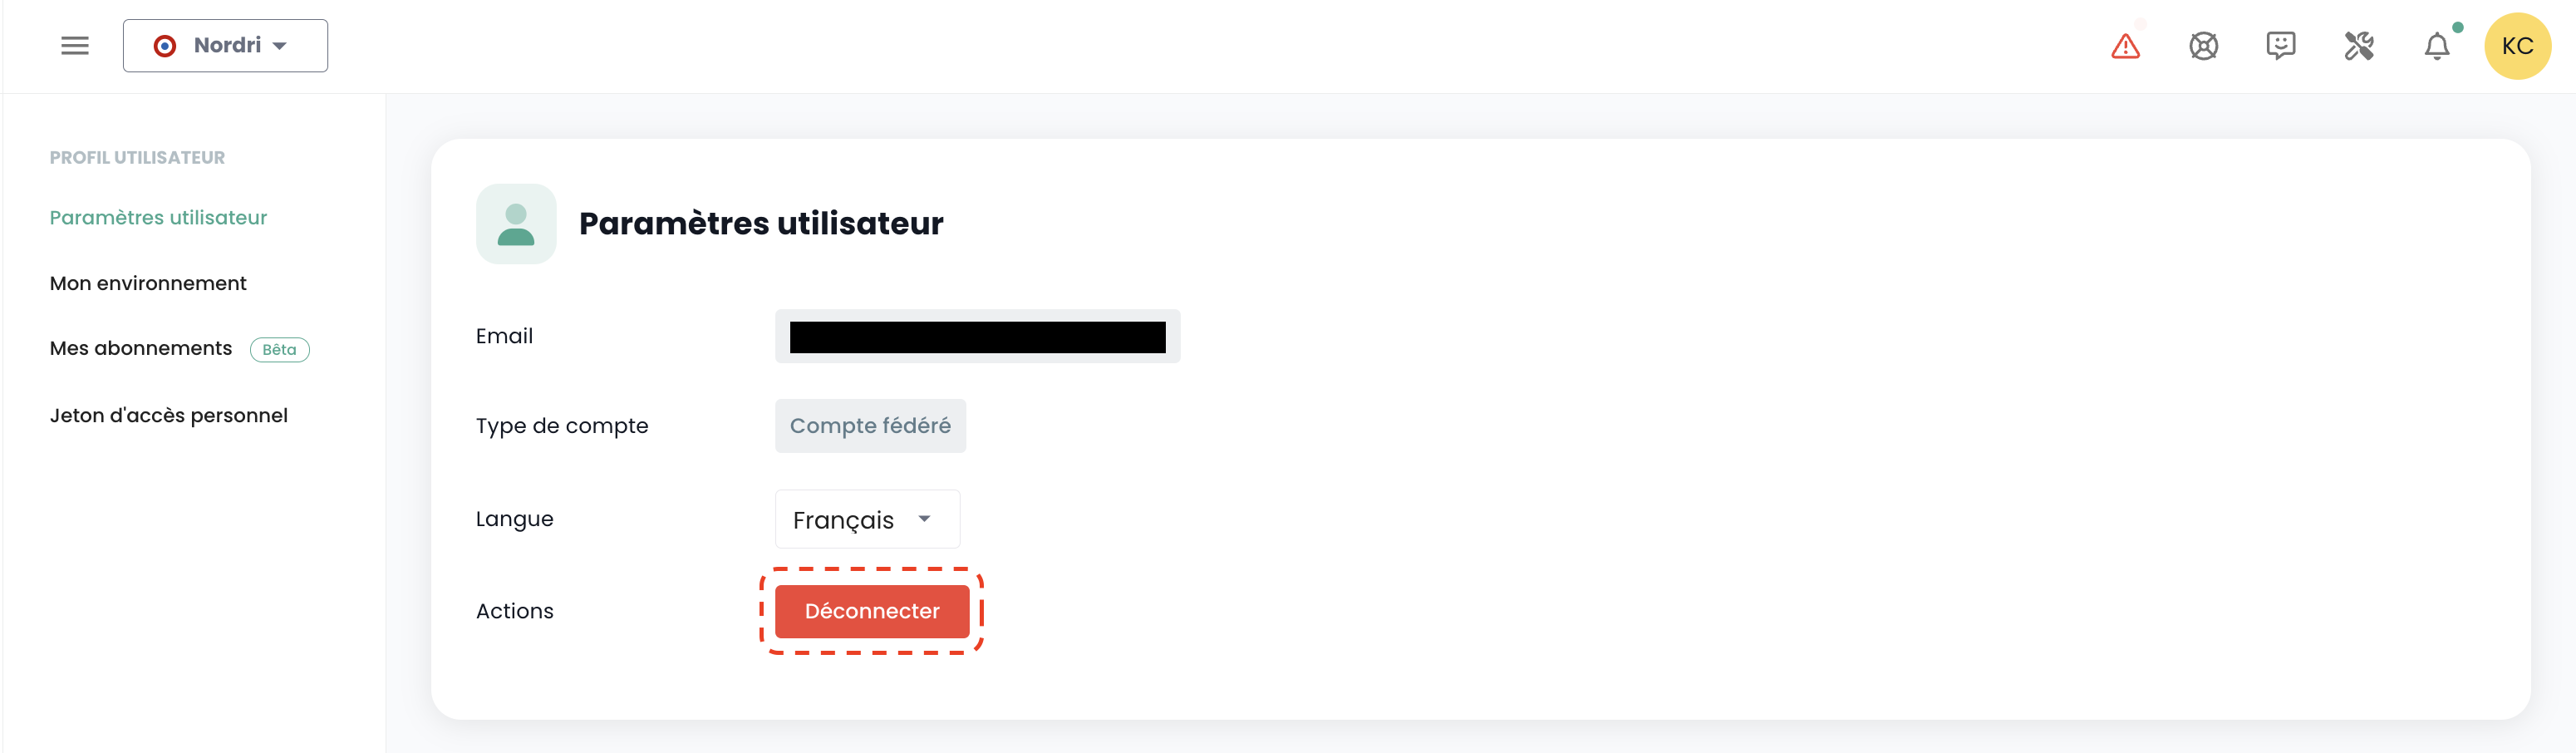 Nordri
KC
PROFIL UTILISATEUR
Paramètres utilisateur
Mon environnement
Mes abonnements Bêta
Jeton d'accès personnel
Paramètres utilisateur
Email
Type de compte Compte fédéré
Langue Français
Actions Déconnecter